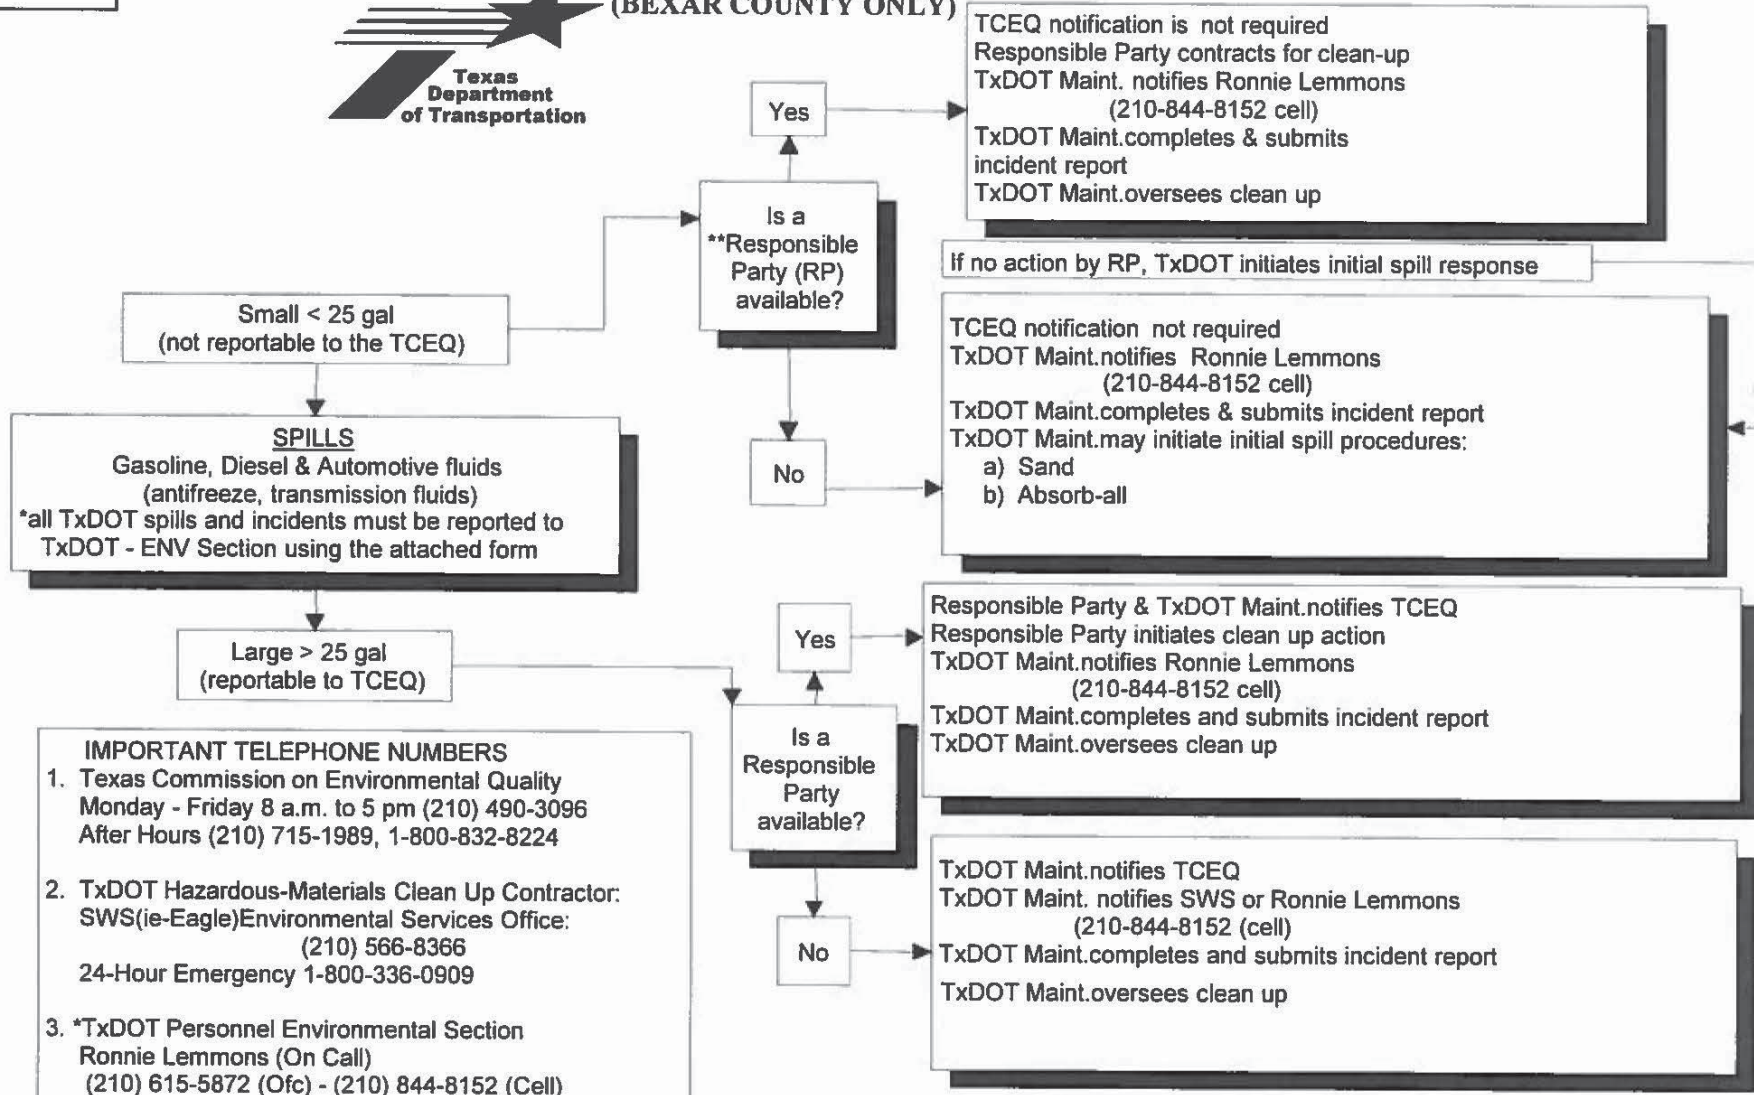 (BEXAR COUNTY ONLY)
Texas
Department
of Transportation
Small < 25 gal
(not reportable to the TCEQ)
SPILLS
Gasoline, Diesel & Automotive fluids
(antifreeze, transmission fluids)
*all TxDOT spills and incidents must be reported to
TxDOT - ENV Section using the attached form
Large > 25 gal
(reportable to TCEQ)
IMPORTANT TELEPHONE NUMBERS
1. Texas Commission on Environmental Quality
Monday - Friday 8 a.m. to 5 pm (210) 490-3096
After Hours (210) 715-1989, 1-800-832-8224
2. TxDOT Hazardous-Materials Clean Up Contractor:
SWS(ie-Eagle)Environmental Services Office:
(210) 566-8366
24-Hour Emergency 1-800-336-0909
3. *TxDOT Personnel Environmental Section
Ronnie Lemmons (On Call)
(210) 615-5872 (Ofc) - (210) 844-8152 (Cell)
Yes
Is a
**Responsible
Party (RP)
available?
No
TCEQ notification is not required
Responsible Party contracts for clean-up
TxDOT Maint. notifies Ronnie Lemmons
(210-844-8152 cell)
TxDOT Maint.completes & submits
incident report
TxDOT Maint.oversees clean up
If no action by RP, TxDOT initiates initial spill response
TCEQ notification not required
TxDOT Maint.notifies Ronnie Lemmons
(210-844-8152 cell)
TxDOT Maint.completes & submits incident report
TxDOT Maint.may initiate initial spill procedures:
a) Sand
b) Absorb-all
Yes
Is a
Responsible
Party
available?
No
Responsible Party & TxDOT Maint.notifies TCEQ
Responsible Party initiates clean up action
TxDOT Maint.notifies Ronnie Lemmons
(210-844-8152 cell)
TxDOT Maint.completes and submits incident report
TxDOT Maint.oversees clean up
TxDOT Maint.notifies TCEQ
TxDOT Maint. notifies SWS or Ronnie Lemmons
(210-844-8152 (cell)
TxDOT Maint.completes and submits incident report
TxDOT Maint.oversees clean up